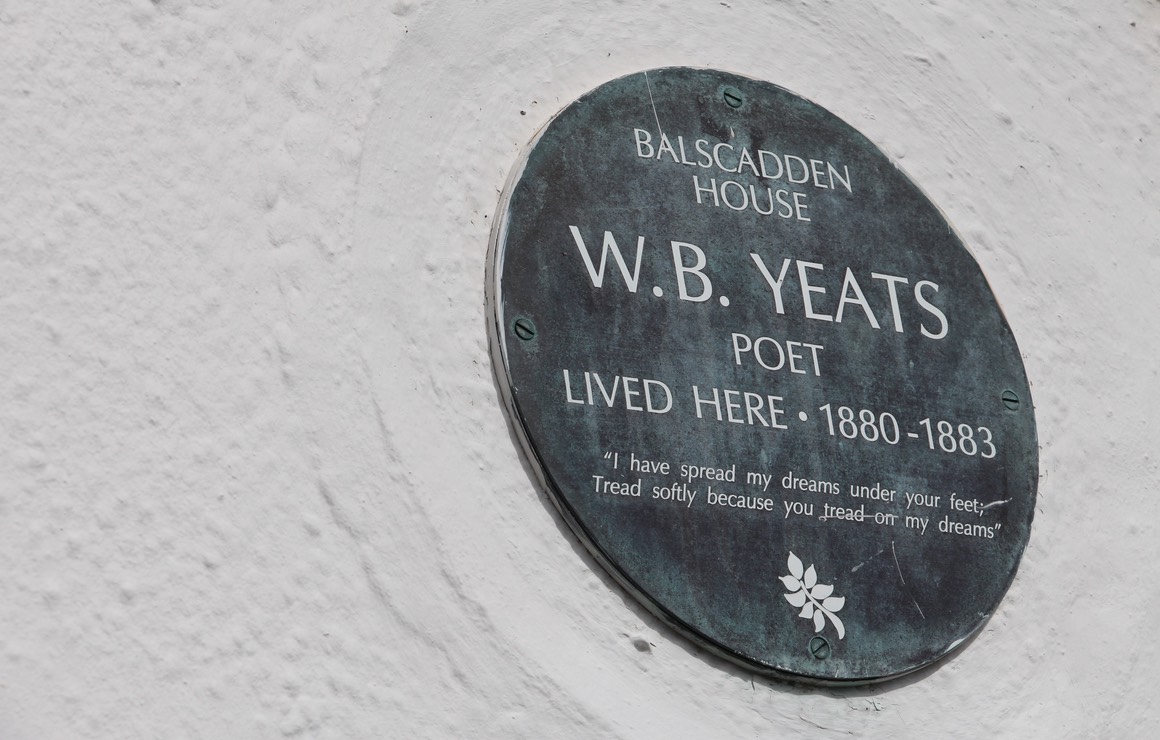 BALSCADDEN
HOUSE
W.B. YEATS
POET
LIVED HERE • 1880-1883
“I have spread my dreams under your feet;
Tread softly because you tread on my dreams”